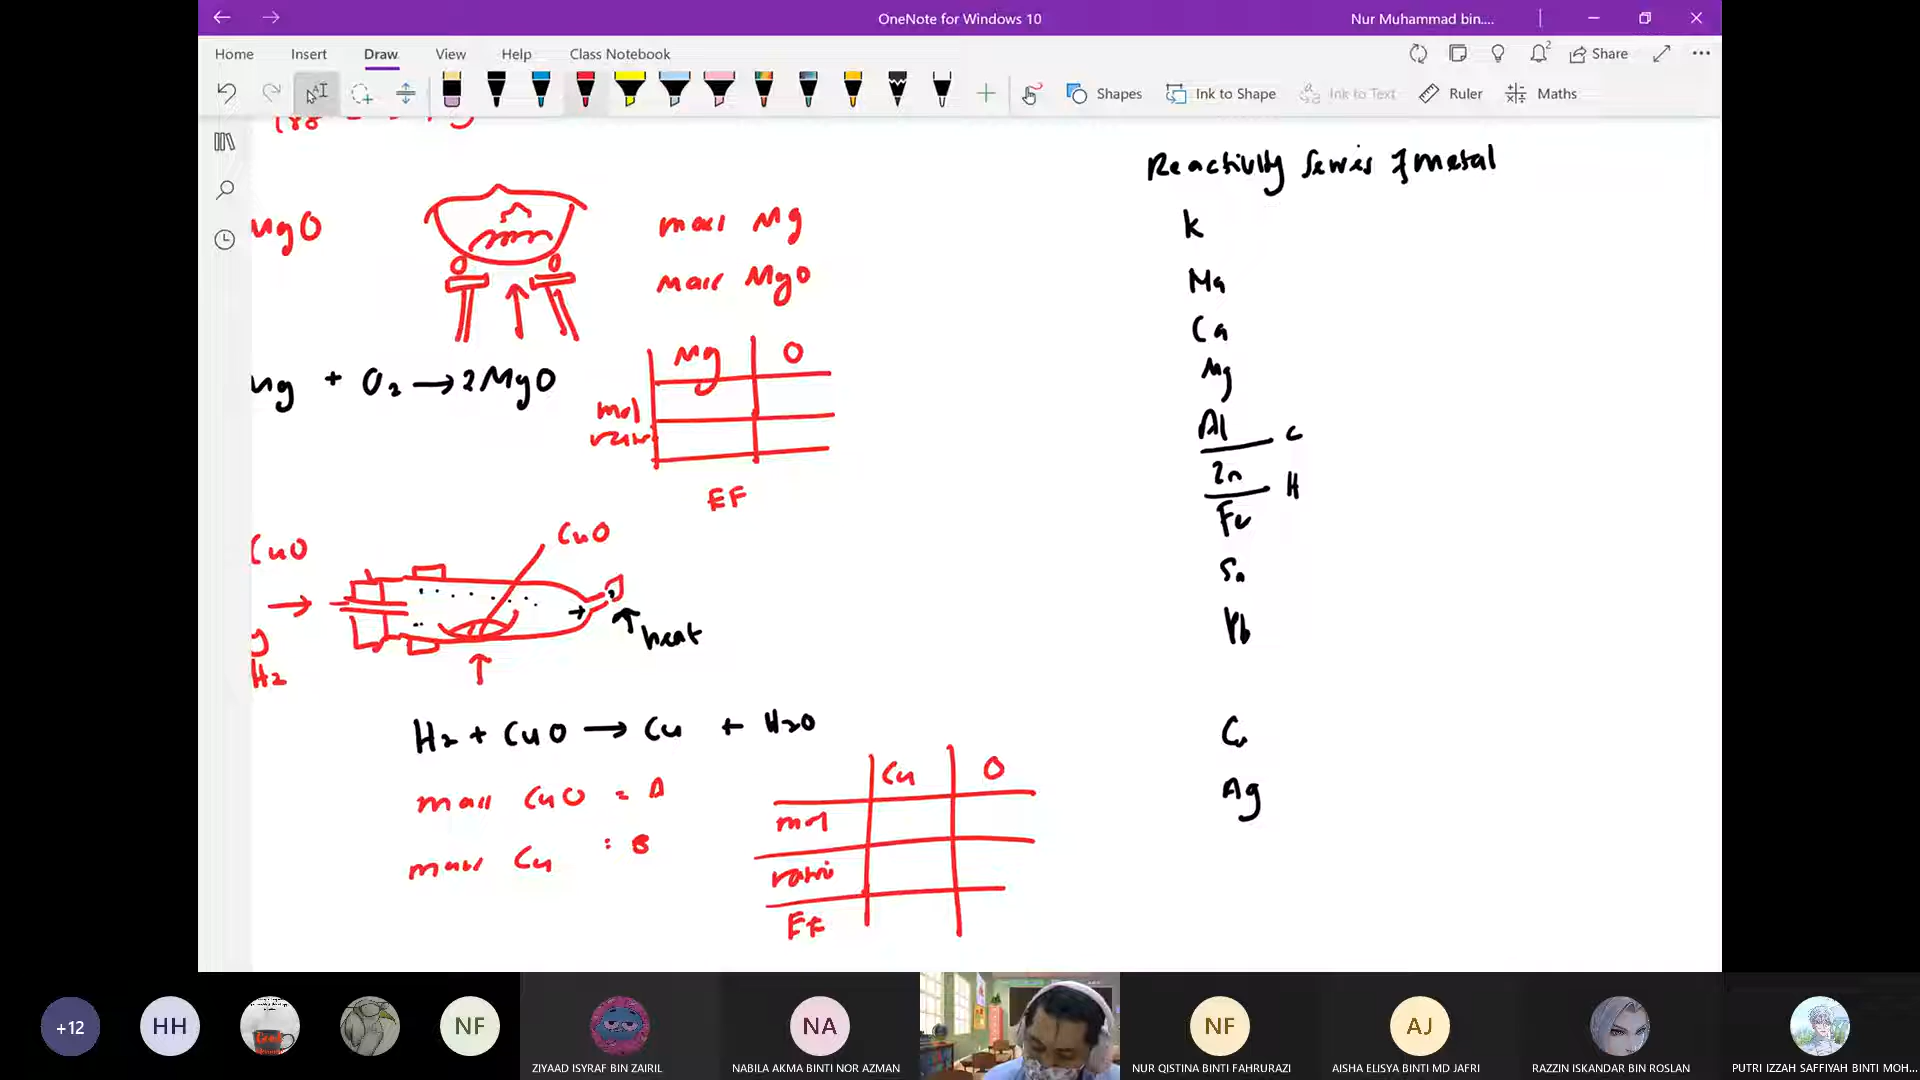 OneNote for Windows 10
Nur Muhammad bin....
Home Insert Draw View Help Class Notebook
2
Share
Shapes
Ink to Shape
Ink to Text
Ruler
Maths
Reactivity Series of metal
MgO
mass Mg
mass MgO
Mg + O2 → 2MgO
Mg O
mol
ratio
EF
CuO
CuO
heat
H2
H2 + CuO → Cu + H2O
mass CuO = A
mass Cu : B
Cu O
mol
ratio
EF
K
Na
Ca
Mg
Al C
Zn H
Fe
Sn
Pb
Cu
Ag
+12
HH
NF
ZIYAAD ISYRAF BIN ZAIRIL
NA
NABILA AKMA BINTI NOR AZMAN
NF
NUR QISTINA BINTI FAHRURAZI
AJ
AISHA ELISYA BINTI MD JAFRI
RAZZIN ISKANDAR BIN ROSLAN
PUTRI IZZAH SAFFIYAH BINTI MOH...